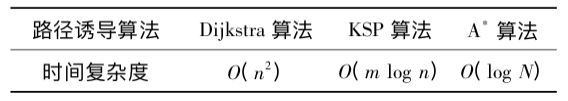 路径诱导算法 Dijkstra 算法 KSP 算法 A* 算法
时间复杂度 O( n² ) O( m log n ) O( log N )